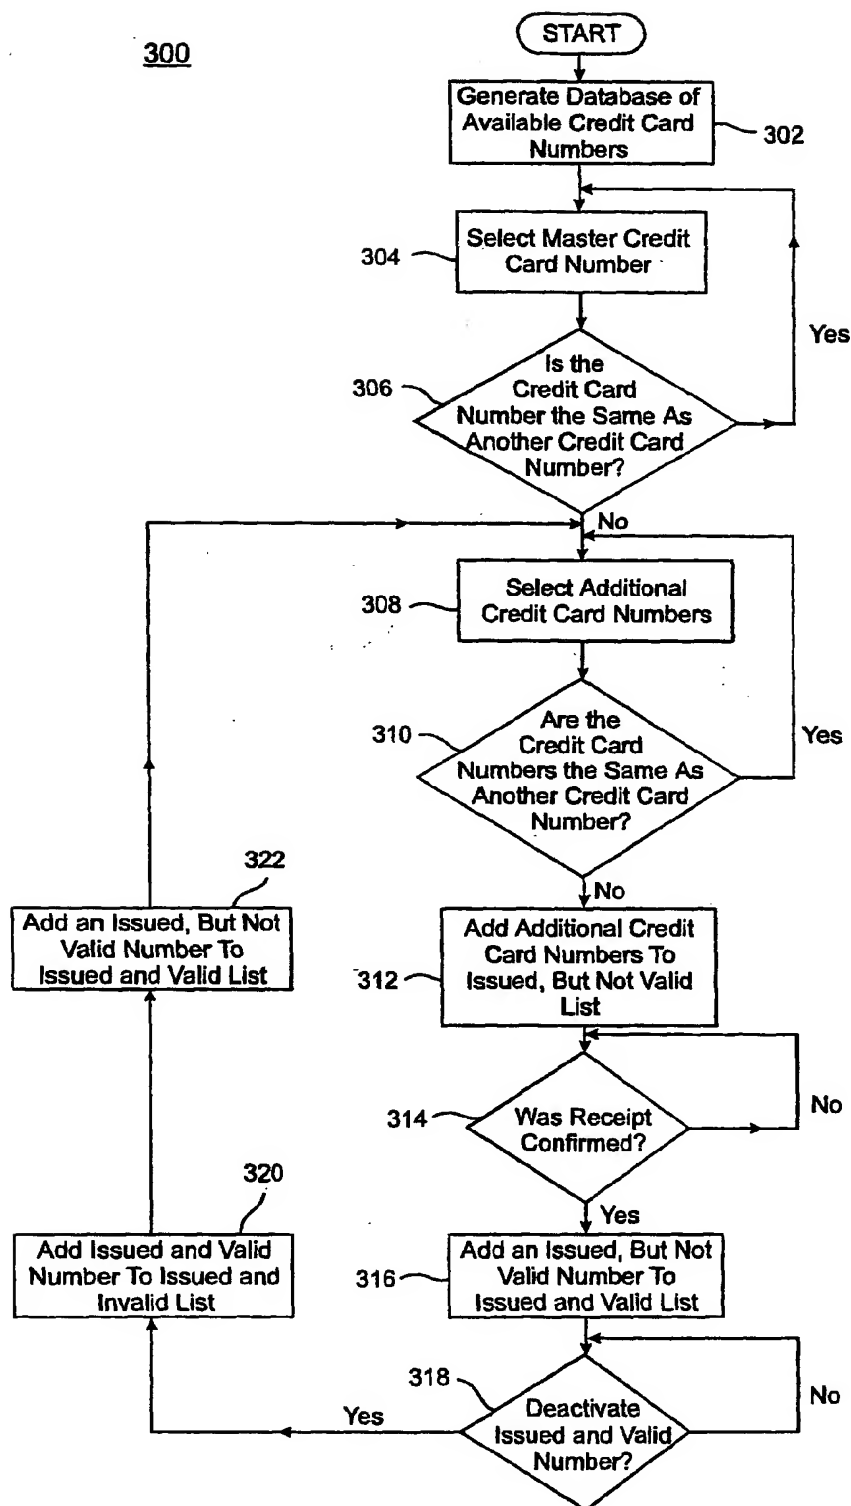 300
START
Generate Database of
Available Credit Card
Numbers
302
304
Select Master Credit
Card Number
Yes
306
Is the
Credit Card
Number the Same As
Another Credit Card
Number?
No
308
Select Additional
Credit Card Numbers
310
Are the
Credit Card
Numbers the Same As
Another Credit Card
Number?
Yes
No
322
Add an Issued, But Not
Valid Number To
Issued and Valid List
312
Add Additional Credit
Card Numbers To
Issued, But Not Valid
List
314
Was Receipt
Confirmed?
No
Yes
320
Add Issued and Valid
Number To Issued and
Invalid List
316
Add an Issued, But Not
Valid Number To
Issued and Valid List
318
Deactivate
Issued and Valid
Number?
No
Yes